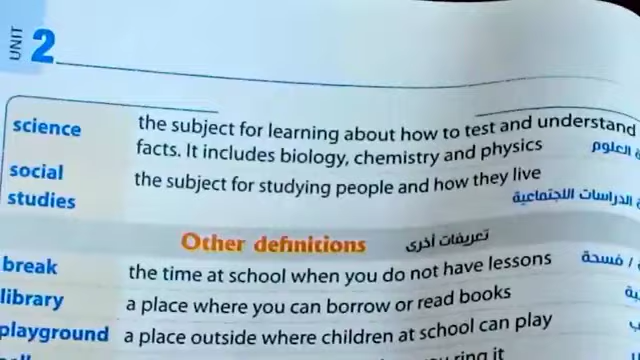 UNIT 2
science the subject for learning about how to test and understand
facts. It includes biology, chemistry and physics العلوم
social the subject for studying people and how they live
studies الدراسات الاجتماعية
Other definitions تعريفات أخرى
break the time at school when you do not have lessons / فسحة
library a place where you can borrow or read books
playground a place outside where children at school can play
ring it